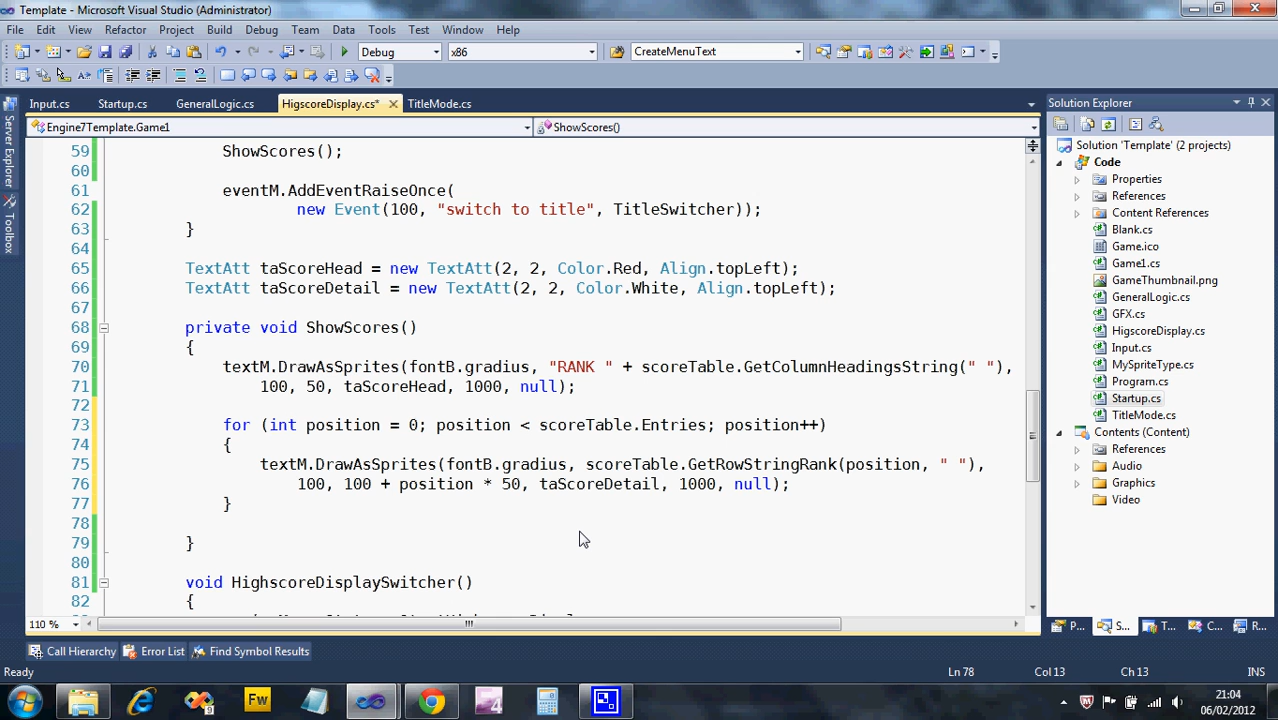 Template - Microsoft Visual Studio (Administrator)
File Edit View Refactor Project Build Debug Team Data Tools Test Window Help
Debug x86 CreateMenuText
Input.cs Startup.cs GeneralLogic.cs HigscoreDisplay.cs* TitleMode.cs
Engine7Template.Game1 ShowScores()
Server Explorer
Toolbox
59 ShowScores();
60
61 eventM.AddEventRaiseOnce(
62 new Event(100, "switch to title", TitleSwitcher));
63 }
64
65 TextAtt taScoreHead = new TextAtt(2, 2, Color.Red, Align.topLeft);
66 TextAtt taScoreDetail = new TextAtt(2, 2, Color.White, Align.topLeft);
67
68 private void ShowScores()
69 {
70 textM.DrawAsSprites(fontB.gradius, "RANK " + scoreTable.GetColumnHeadingsString(" "),
71 100, 50, taScoreHead, 1000, null);
72
73 for (int position = 0; position < scoreTable.Entries; position++)
74 {
75 textM.DrawAsSprites(fontB.gradius, scoreTable.GetRowStringRank(position, " "),
76 100, 100 + position * 50, taScoreDetail, 1000, null);
77 }
78
79 }
80
81 void HighscoreDisplaySwitcher()
82 {
110 %
Solution Explorer
Solution 'Template' (2 projects)
Code
Properties
References
Content References
Blank.cs
Game.ico
Game1.cs
GameThumbnail.png
GeneralLogic.cs
GFX.cs
HigscoreDisplay.cs
Input.cs
MySpriteType.cs
Program.cs
Startup.cs
TitleMode.cs
Contents (Content)
References
Audio
Graphics
Video
P... S... T... C... R...
Call Hierarchy Error List Find Symbol Results
Ready Ln 78 Col 13 Ch 13 INS
Fw 4
21:04
06/02/2012